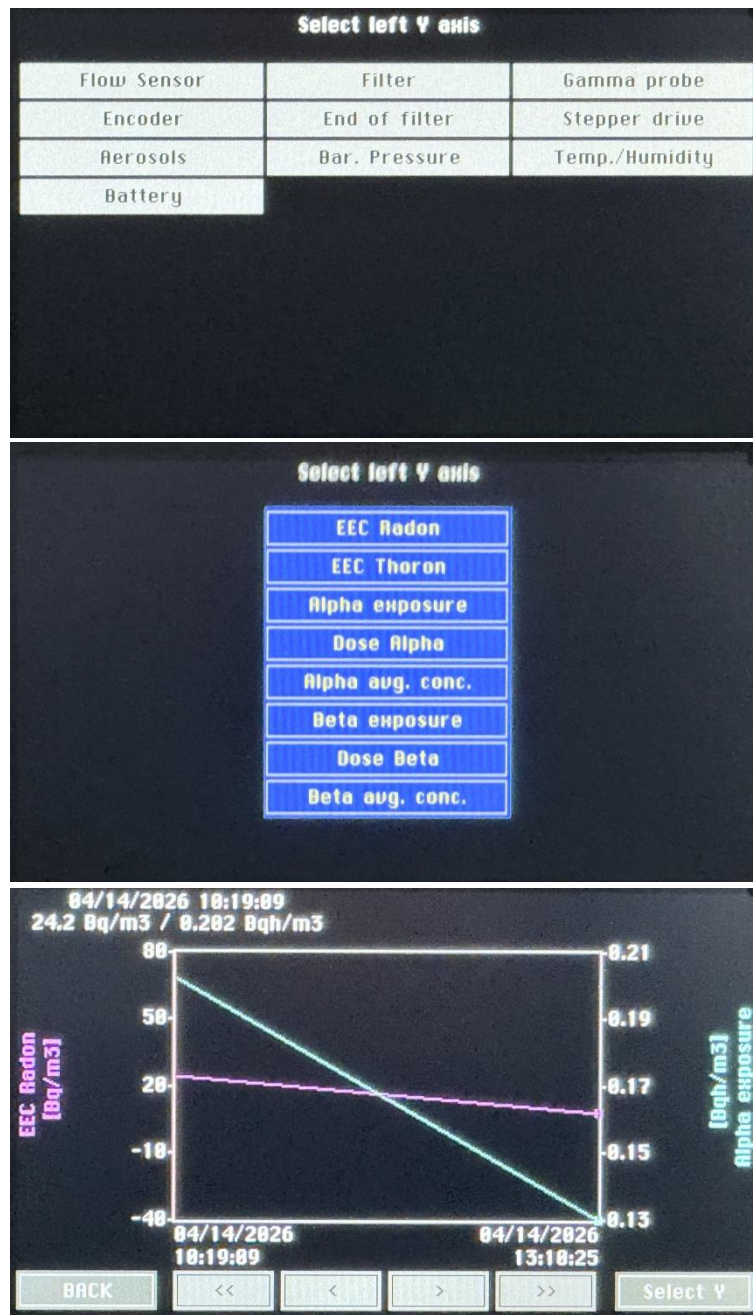 Select left Y axis
Flow Sensor Filter Gamma probe
Encoder End of filter Stepper drive
Aerosols Bar. Pressure Temp./Humidity
Battery
Select left Y axis
EEC Radon
EEC Thoron
Alpha exposure
Dose Alpha
Alpha avg. conc.
Beta exposure
Dose Beta
Beta avg. conc.
04/14/2026 10:19:09
24.2 Bq/m3 / 0.202 Bqh/m3
80 0.21
50 0.19
20 0.17
-10 0.15
-40 0.13
EEC Radon
[Bq/m3]
[Bqh/m3]
Alpha exposure
04/14/2026 04/14/2026
10:19:09 13:10:25
BACK << < > >> Select Y